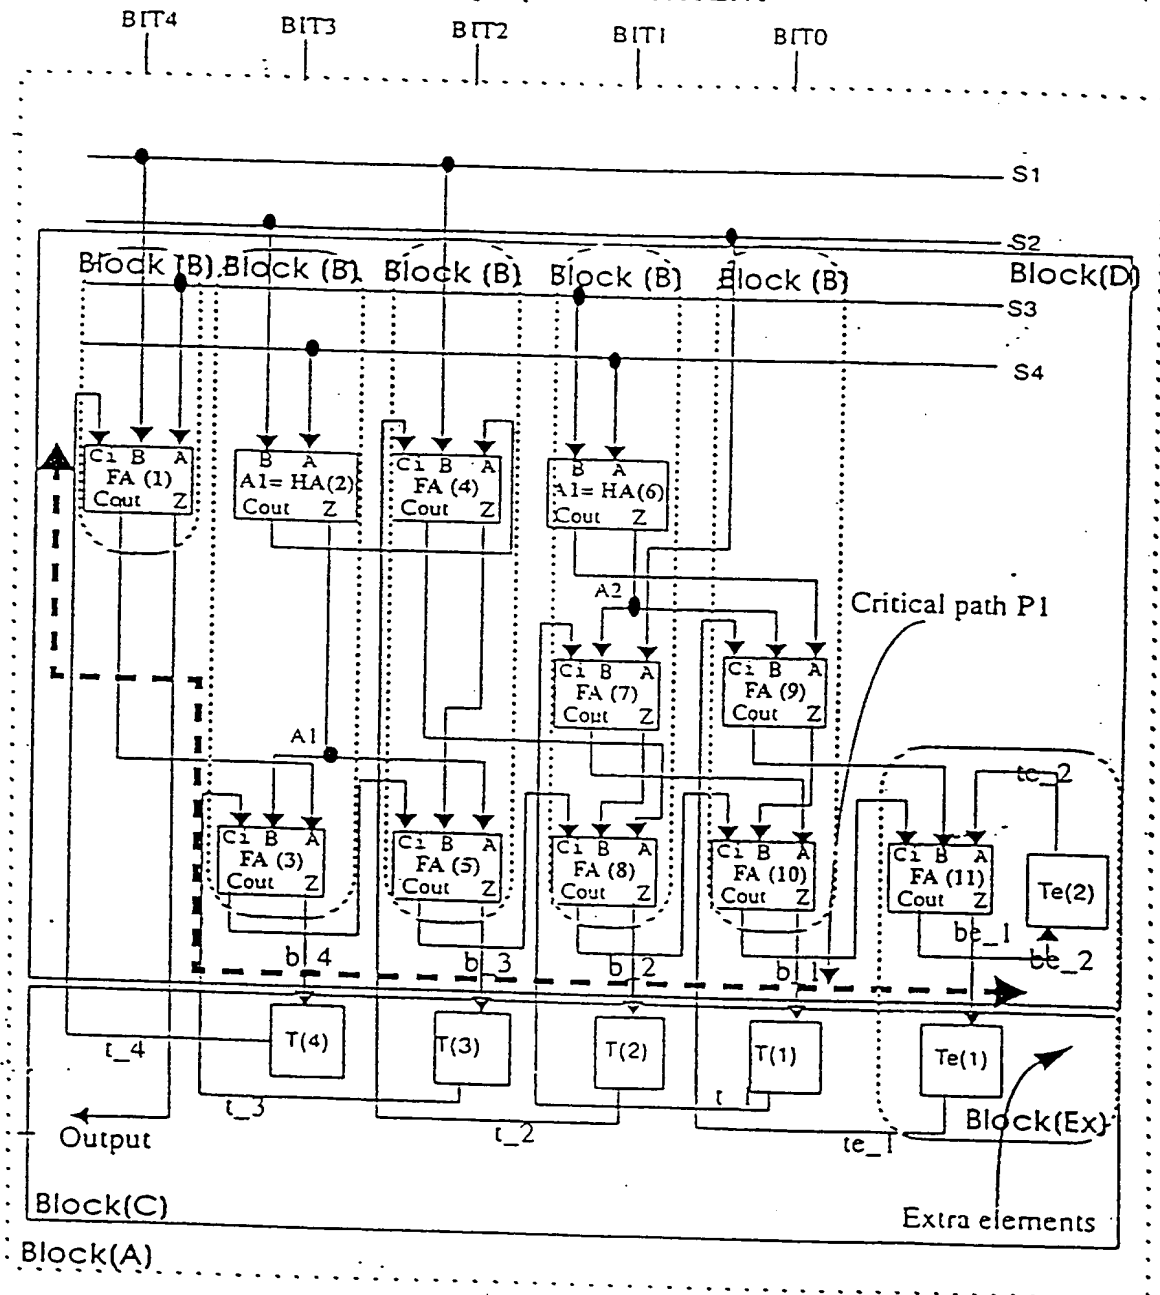 BIT4 BIT3 BIT2 BIT1 BIT0
S1
S2
Block (B) Block (B) Block (B) Block (B) Block (B) Block(D)
S3
S4
Ci B A
FA (1)
Cout Z
B A
A1= HA(2)
Cout Z
Ci B A
FA (4)
Cout Z
B A
A1= HA(6)
Cout Z
A2
Critical path P1
Ci B A
FA (7)
Cout Z
Ci B A
FA (9)
Cout Z
A1
te_2
Ci B A
FA (3)
Cout Z
Ci B A
FA (5)
Cout Z
Ci B A
FA (8)
Cout Z
Ci B A
FA (10)
Cout Z
Ci B A
FA (11)
Cout Z
Te(2)
be_1
be_2
b_4 b_3 b_2 b_1
T(4) T(3) T(2) T(1) Te(1)
t_4
t_3
t_2
t_1
te_1
Output
Block(Ex)
Block(C)
Extra elements
Block(A)